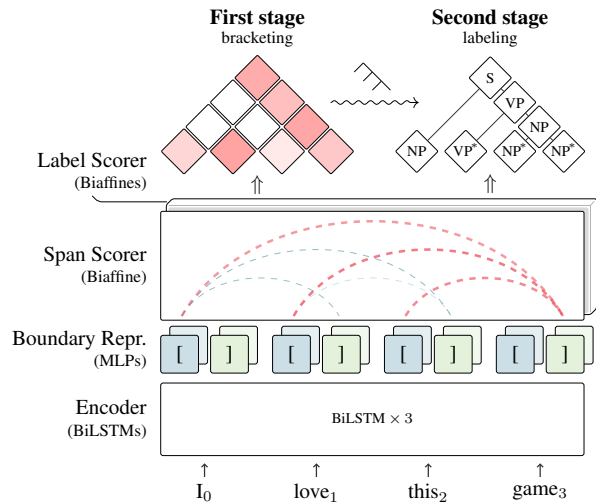 First stage
bracketing
Second stage
labeling
S
VP
NP
NP VP* NP* NP*
Label Scorer
(Biaffines)
⇑ ⇑
Span Scorer
(Biaffine)
Boundary Repr.
(MLPs)
[ ] [ ] [ ] [ ]
Encoder
(BiLSTMs)
BiLSTM × 3
↑ ↑ ↑ ↑
I₀ love₁ this₂ game₃